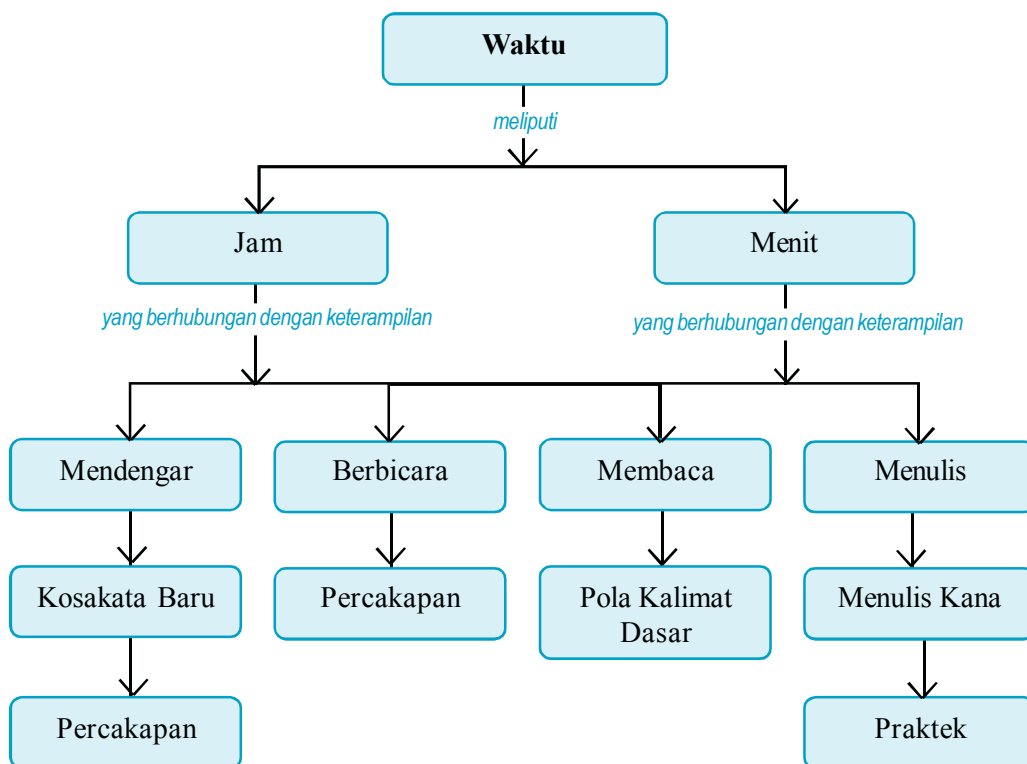 Waktu
meliputi
Jam
Menit
yang berhubungan dengan keterampilan
yang berhubungan dengan keterampilan
Mendengar
Berbicara
Membaca
Menulis
Kosakata Baru
Percakapan
Pola Kalimat
Dasar
Menulis Kana
Percakapan
Praktek